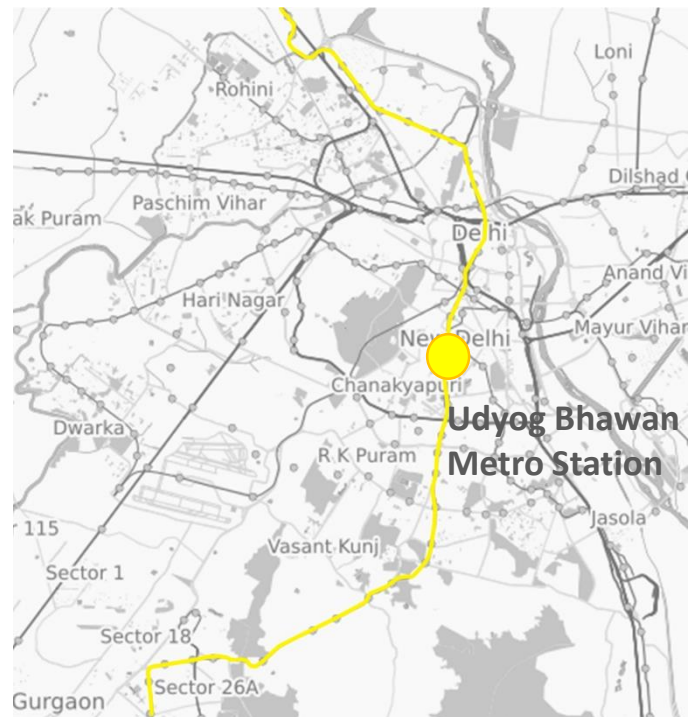 Loni
Rohini
Dilshad
Paschim Vihar
ak Puram
Delhi
Anand Vi
Hari Nagar
New Delhi
Mayur Vihar
Chanakyapuri
Udyog Bhawan
Metro Station
Dwarka
R K Puram
r 115
Jasola
Vasant Kunj
Sector 1
Sector 18
Sector 26A
Gurgaon